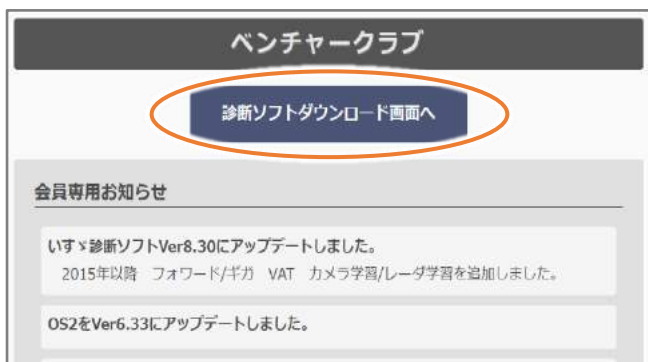 ベンチャークラブ
診断ソフトダウンロード画面へ
会員専用お知らせ
いすゞ診断ソフトVer8.30にアップデートしました。
2015年以降　フォワード/ギガ　VAT　カメラ学習/レーダ学習を追加しました。
OS2をVer6.33にアップデートしました。